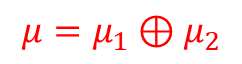 μ = μ₁ ⊕ μ₂